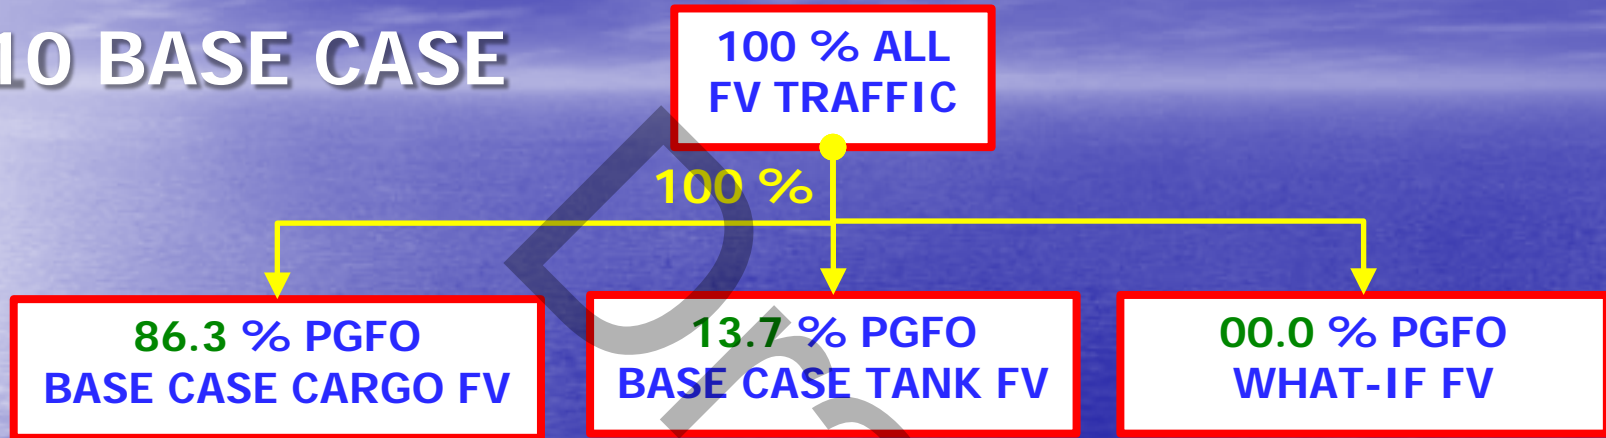 10 BASE CASE
100 % ALL
FV TRAFFIC
100 %
86.3 % PGFO
BASE CASE CARGO FV
13.7 % PGFO
BASE CASE TANK FV
00.0 % PGFO
WHAT-IF FV